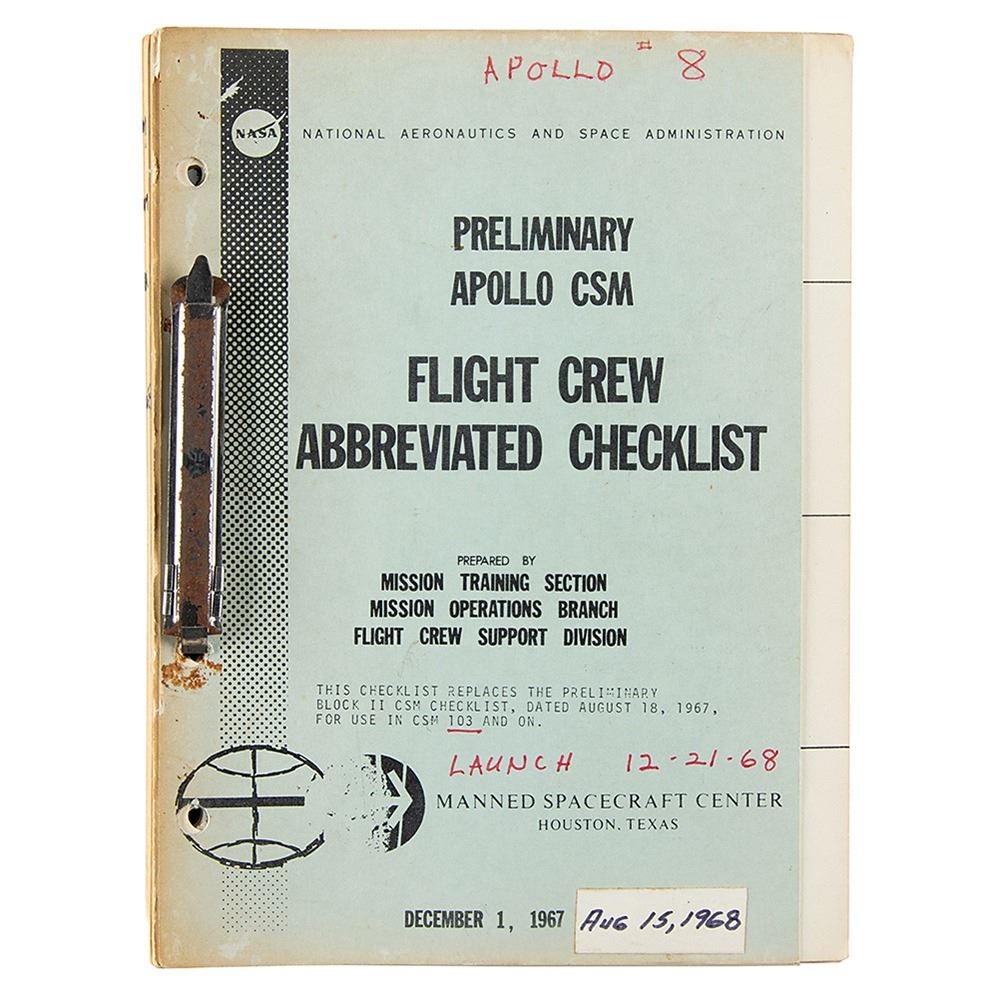 APOLLO # 8
NASA
NATIONAL AERONAUTICS AND SPACE ADMINISTRATION
PRELIMINARY
APOLLO CSM
FLIGHT CREW
ABBREVIATED CHECKLIST
PREPARED BY
MISSION TRAINING SECTION
MISSION OPERATIONS BRANCH
FLIGHT CREW SUPPORT DIVISION
THIS CHECKLIST REPLACES THE PRELIMINARY
BLOCK II CSM CHECKLIST, DATED AUGUST 18, 1967,
FOR USE IN CSM 103 AND ON.
LAUNCH 12-21-68
MANNED SPACECRAFT CENTER
HOUSTON, TEXAS
DECEMBER 1, 1967 AUG 15, 1968